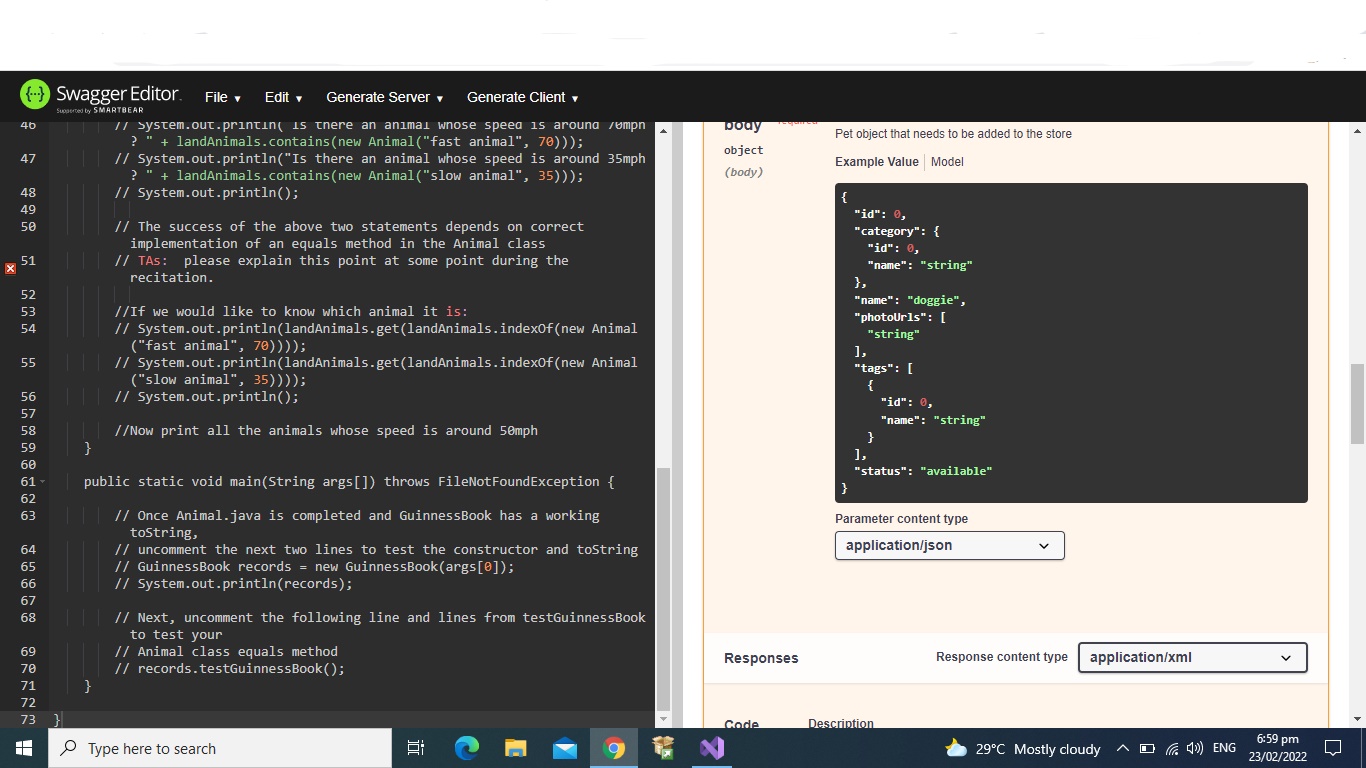 Swagger Editor.
Supported by SMARTBEAR
File ▾ Edit ▾ Generate Server ▾ Generate Client ▾
46 // System.out.println("Is there an animal whose speed is around 70mph
? " + landAnimals.contains(new Animal("fast animal", 70)));
47 // System.out.println("Is there an animal whose speed is around 35mph
? " + landAnimals.contains(new Animal("slow animal", 35)));
48 // System.out.println();
49
50 // The success of the above two statements depends on correct
implementation of an equals method in the Animal class
51 // TAs:  please explain this point at some point during the
recitation.
52
53 //If we would like to know which animal it is:
54 // System.out.println(landAnimals.get(landAnimals.indexOf(new Animal
("fast animal", 70))));
55 // System.out.println(landAnimals.get(landAnimals.indexOf(new Animal
("slow animal", 35))));
56 // System.out.println();
57
58 //Now print all the animals whose speed is around 50mph
59 }
60
61 public static void main(String args[]) throws FileNotFoundException {
62
63 // Once Animal.java is completed and GuinnessBook has a working
toString,
64 // uncomment the next two lines to test the constructor and toString
65 // GuinnessBook records = new GuinnessBook(args[0]);
66 // System.out.println(records);
67
68 // Next, uncomment the following line and lines from testGuinnessBook
to test your
69 // Animal class equals method
70 // records.testGuinnessBook();
71 }
72
73 }
body required
object
(body)
Pet object that needs to be added to the store
Example Value Model
{
"id": 0,
"category": {
"id": 0,
"name": "string"
},
"name": "doggie",
"photoUrls": [
"string"
],
"tags": [
{
"id": 0,
"name": "string"
}
],
"status": "available"
}
Parameter content type
application/json
Responses Response content type application/xml
Code Description
Type here to search
29°C Mostly cloudy ENG 6:59 pm
23/02/2022